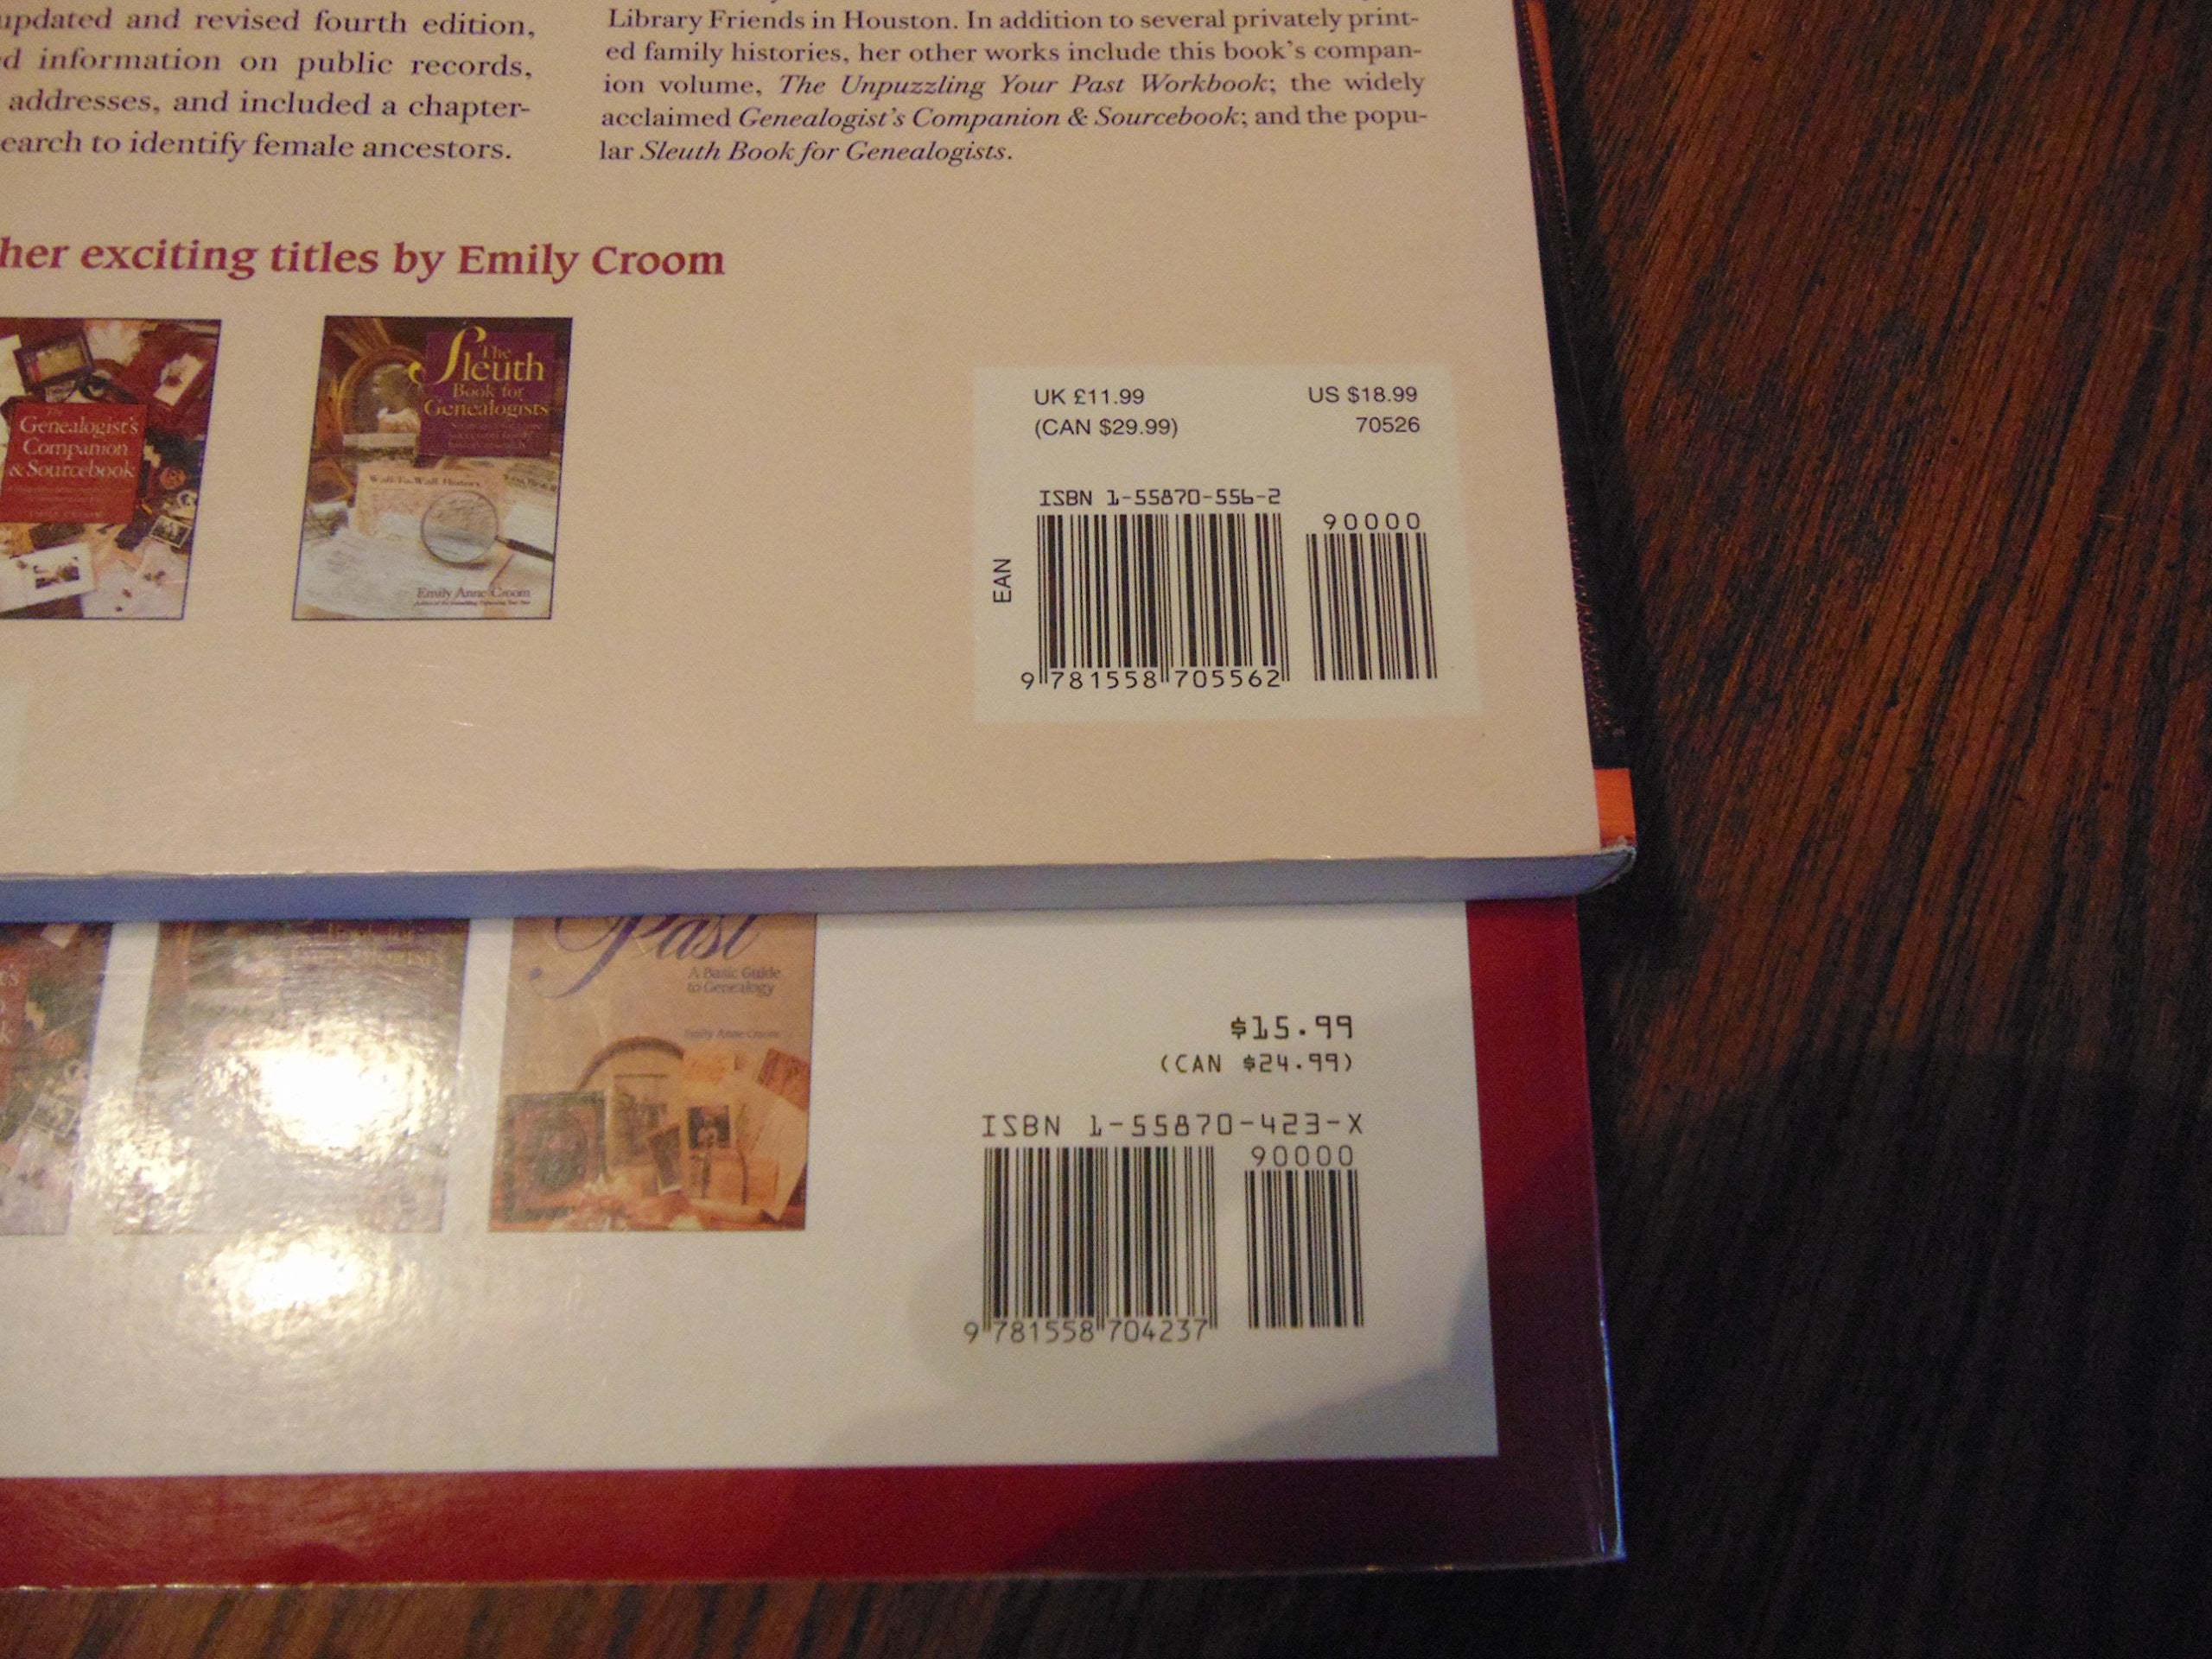 updated and revised fourth edition,
information on public records,
addresses, and included a chapter-
earch to identify female ancestors.
Library Friends in Houston. In addition to several privately print-
ed family histories, her other works include this book's compan-
ion volume, The Unpuzzling Your Past Workbook; the widely
acclaimed Genealogist's Companion & Sourcebook; and the popu-
lar Sleuth Book for Genealogists.
her exciting titles by Emily Croom
The
Genealogist's
Companion
& Sourcebook
The
Sleuth
Book for
Genealogists
Wall-To-Wall History
Emily Anne Croom
UK £11.99
US $18.99
(CAN $29.99)
70526
ISBN 1-55870-556-2
90000
EAN
9 781558 705562
Past
A Basic Guide
to Genealogy
Emily Anne Croom
$15.99
(CAN $24.99)
ISBN 1-55870-423-X
90000
9 781558 704237